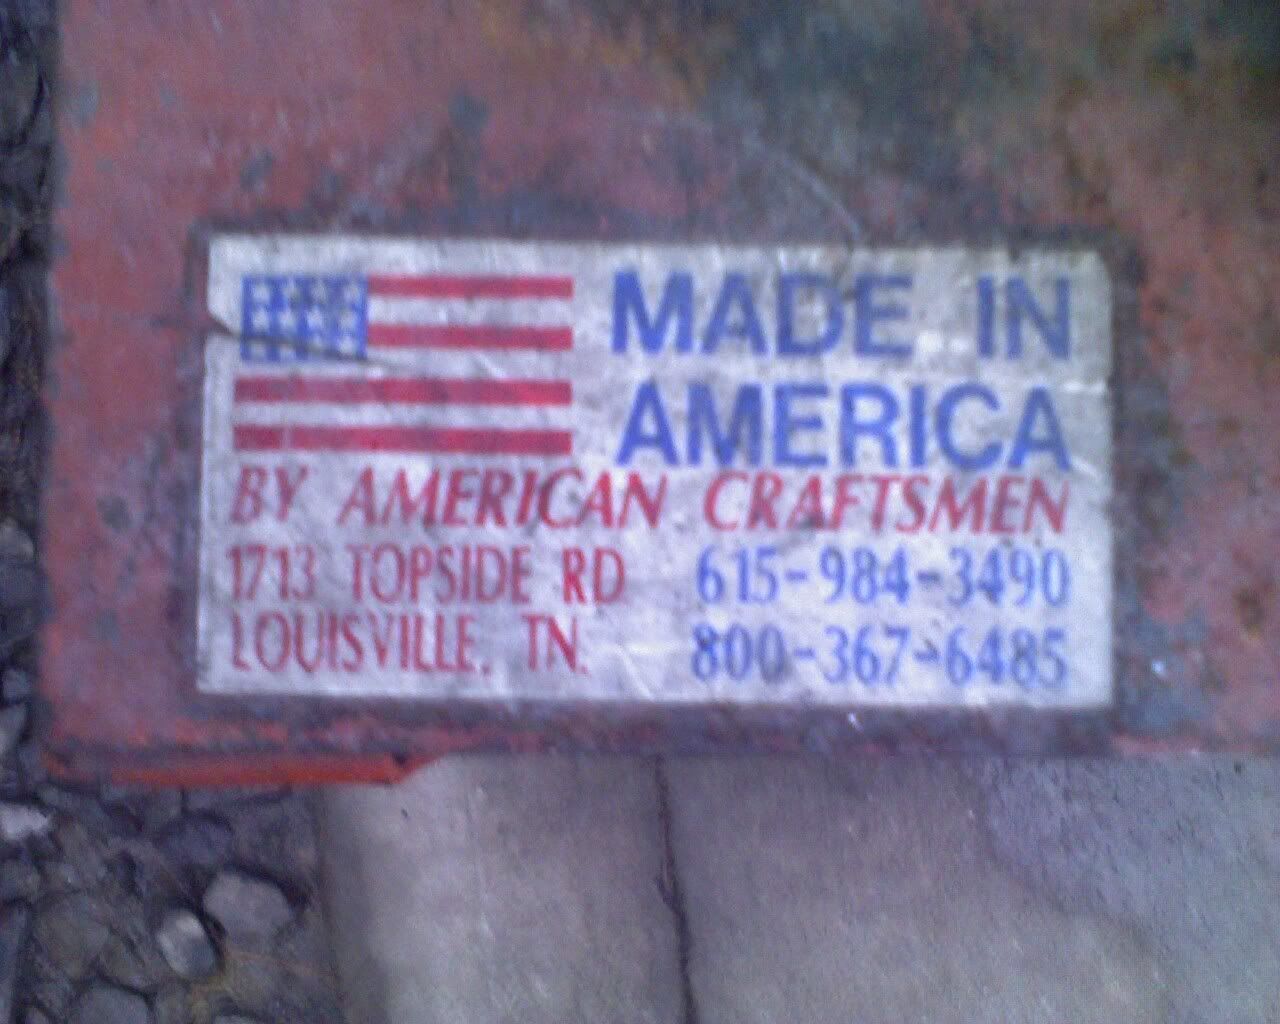 MADE IN
AMERICA
BY AMERICAN CRAFTSMEN
1713 TOPSIDE RD 615-984-3490
LOUISVILLE, TN. 800-367-6485